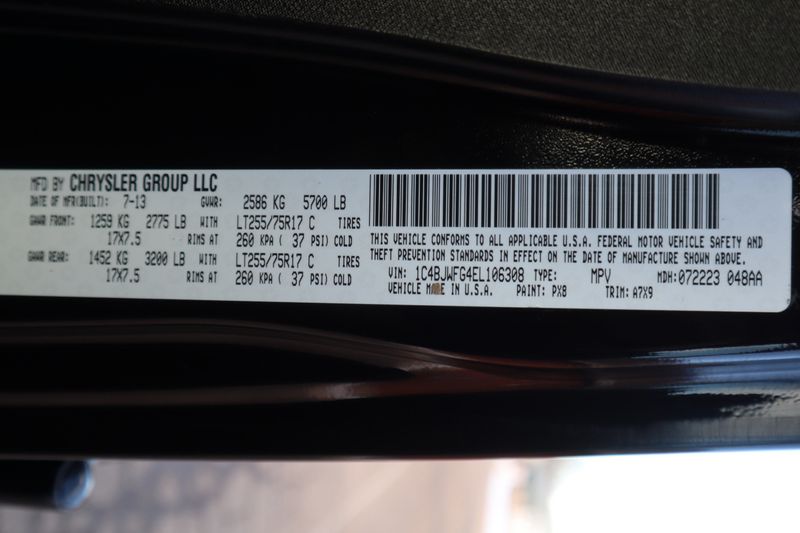 MFD BY CHRYSLER GROUP LLC
DATE OF MFR(BUILT): 7-13 GVWR: 2586 KG 5700 LB
GAWR FRONT: 1259 KG 2775 LB WITH LT255/75R17 C TIRES
17X7.5 RIMS AT 260 KPA ( 37 PSI) COLD
GAWR REAR: 1452 KG 3200 LB WITH LT255/75R17 C TIRES
17X7.5 RIMS AT 260 KPA ( 37 PSI) COLD
THIS VEHICLE CONFORMS TO ALL APPLICABLE U.S.A. FEDERAL MOTOR VEHICLE SAFETY AND
THEFT PREVENTION STANDARDS IN EFFECT ON THE DATE OF MANUFACTURE SHOWN ABOVE.
VIN: 1C4BJWFG4EL106308 TYPE: MPV MDH:072223 048AA
VEHICLE MADE IN U.S.A. PAINT: PX8 TRIM: A7X9